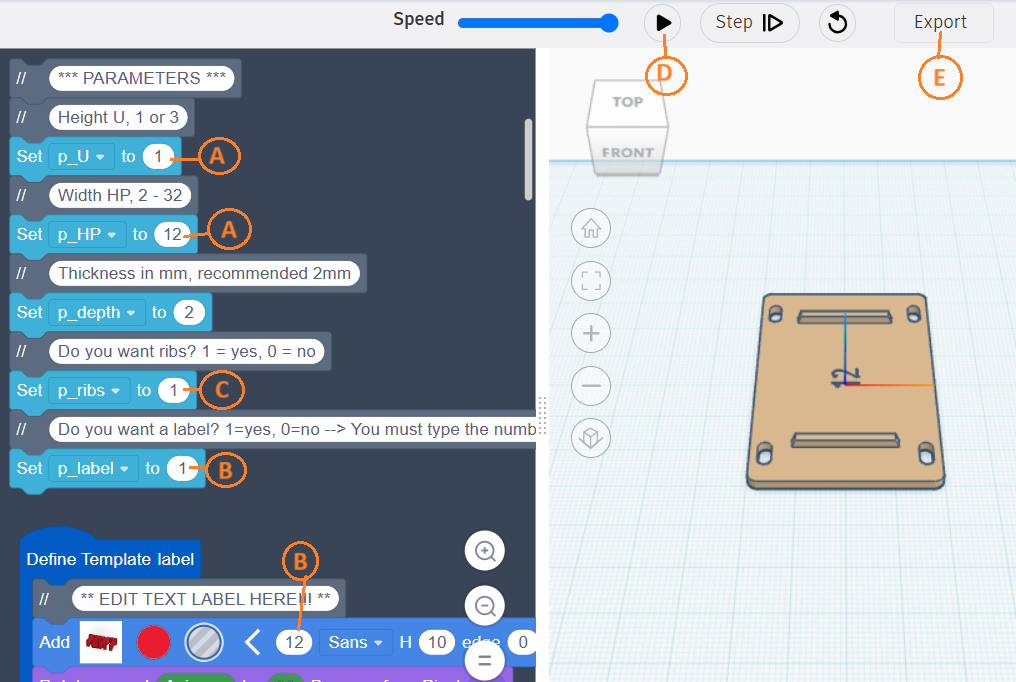 Speed
Step
Export
D
E
// *** PARAMETERS ***
// Height U, 1 or 3
Set p_U to 1
A
// Width HP, 2 - 32
Set p_HP to 12
A
// Thickness in mm, recommended 2mm
Set p_depth to 2
// Do you want ribs? 1 = yes, 0 = no
Set p_ribs to 1
C
// Do you want a label? 1=yes, 0=no --> You must type the numb
Set p_label to 1
B
Define Template label
B
// ** EDIT TEXT LABEL HERE!!! **
Add 12 Sans H 10 edge 0
TOP
FRONT
12